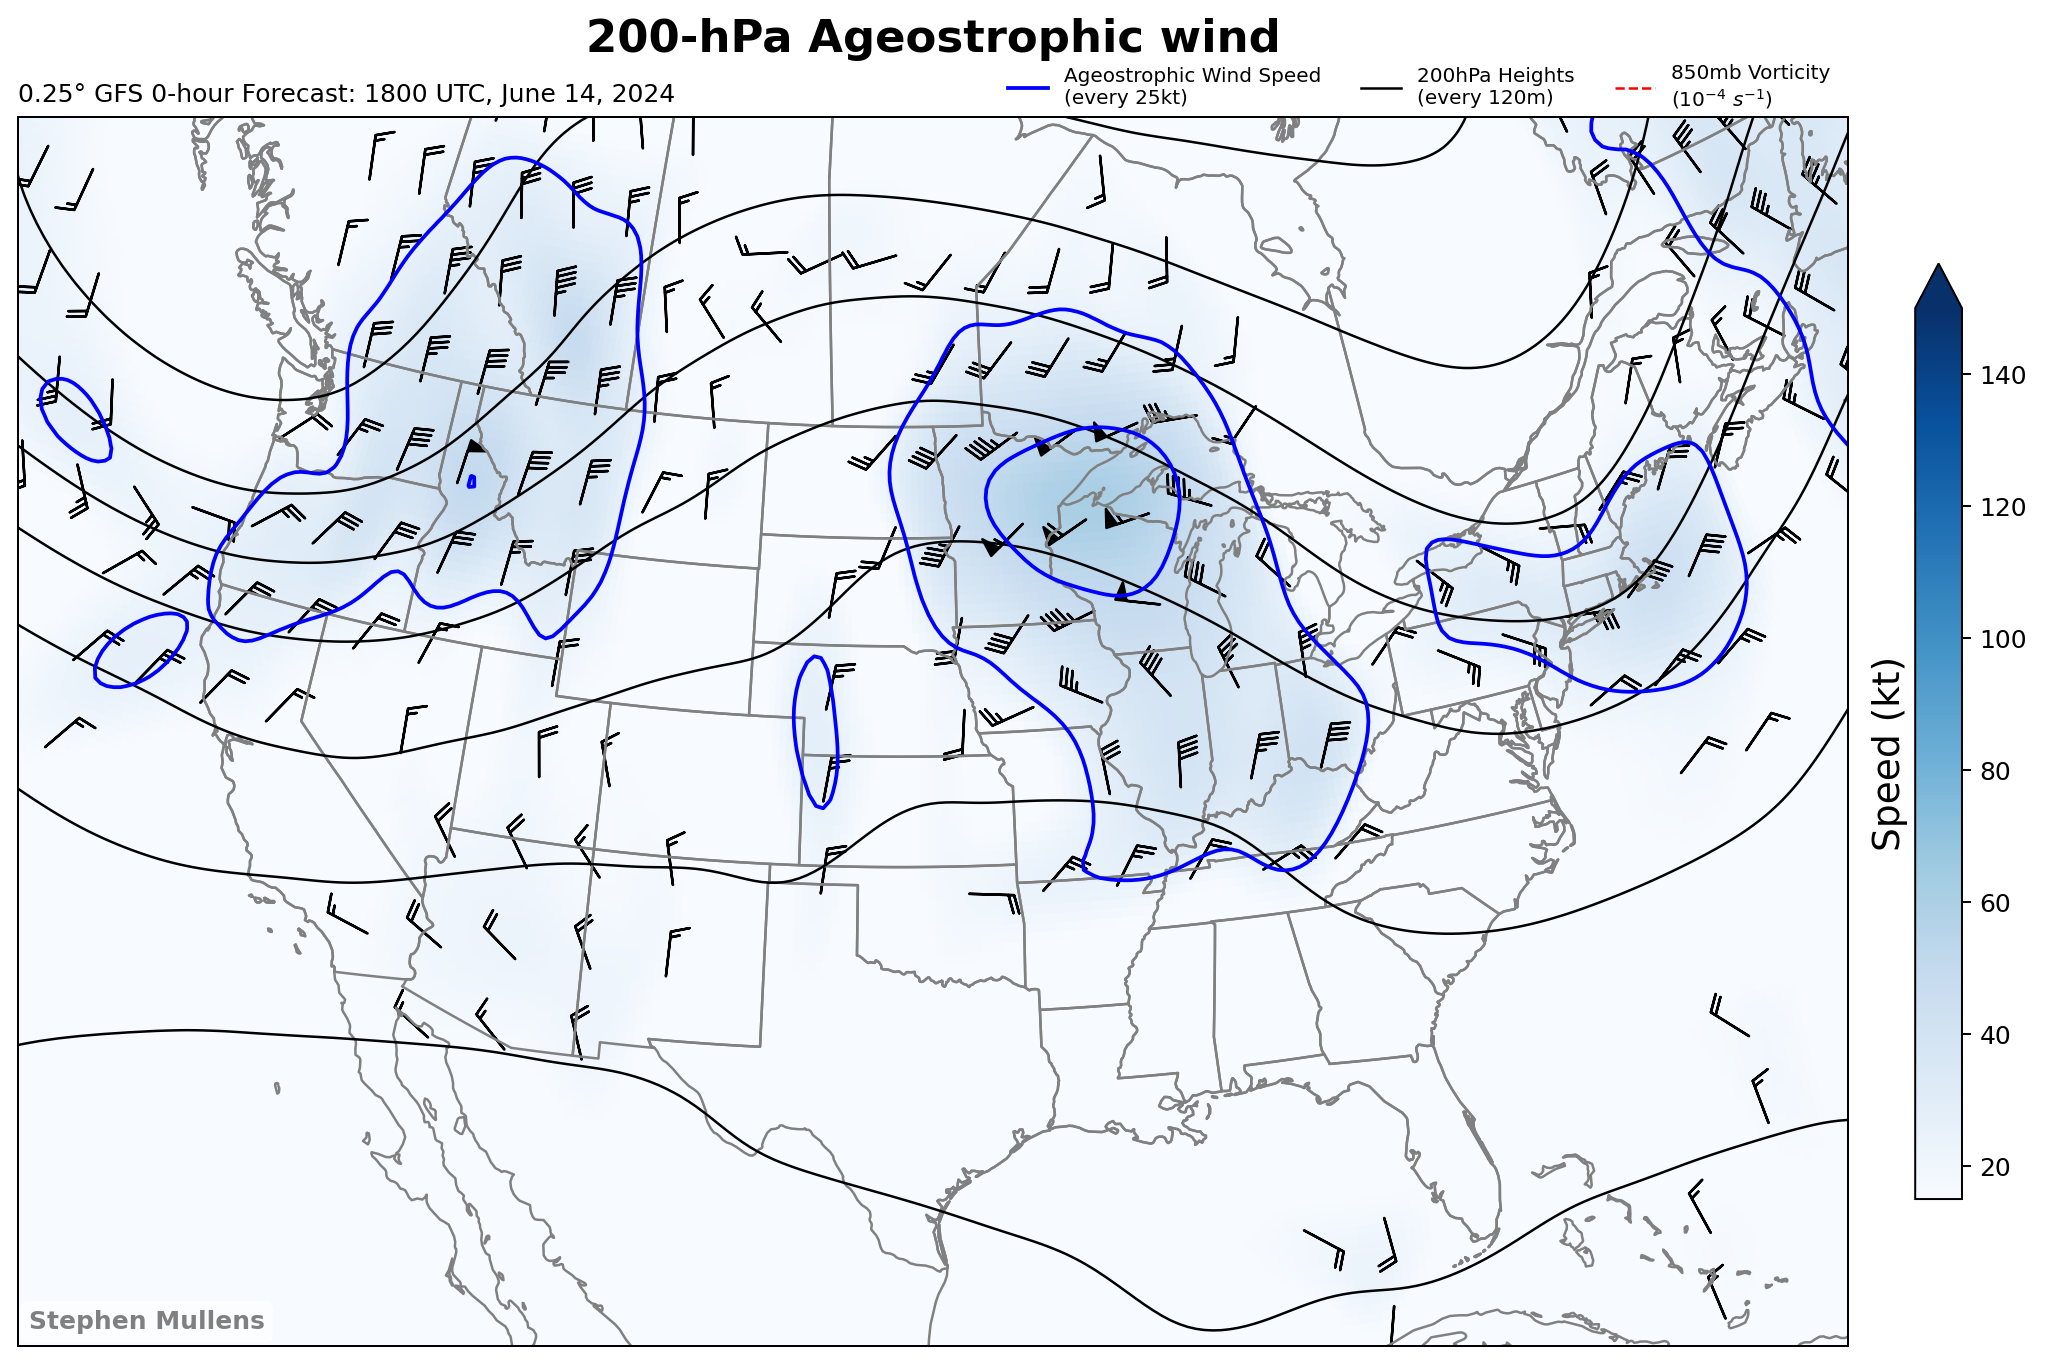 200-hPa Ageostrophic wind
0.25° GFS 0-hour Forecast: 1800 UTC, June 14, 2024
Ageostrophic Wind Speed
(every 25kt)
200hPa Heights
(every 120m)
850mb Vorticity
(10⁻⁴ s⁻¹)
140
120
100
80
60
40
20
Speed (kt)
Stephen Mullens